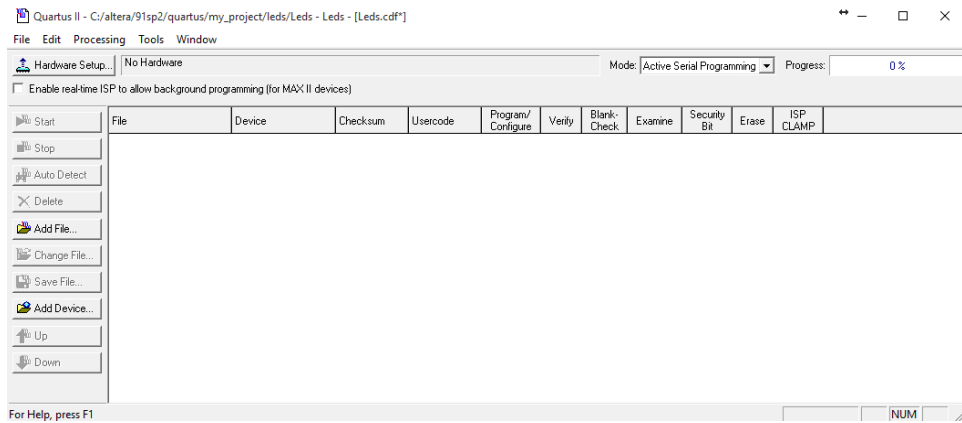 Quartus II - C:/altera/91sp2/quartus/my_project/leds/Leds - Leds - [Leds.cdf*]
File Edit Processing Tools Window
Hardware Setup... No Hardware Mode: Active Serial Programming Progress: 0 %
Enable real-time ISP to allow background programming (for MAX II devices)
Start
Stop
Auto Detect
Delete
Add File...
Change File...
Save File...
Add Device...
Up
Down
File Device Checksum Usercode Program/ Configure Verify Blank- Check Examine Security Bit Erase ISP CLAMP
For Help, press F1 NUM